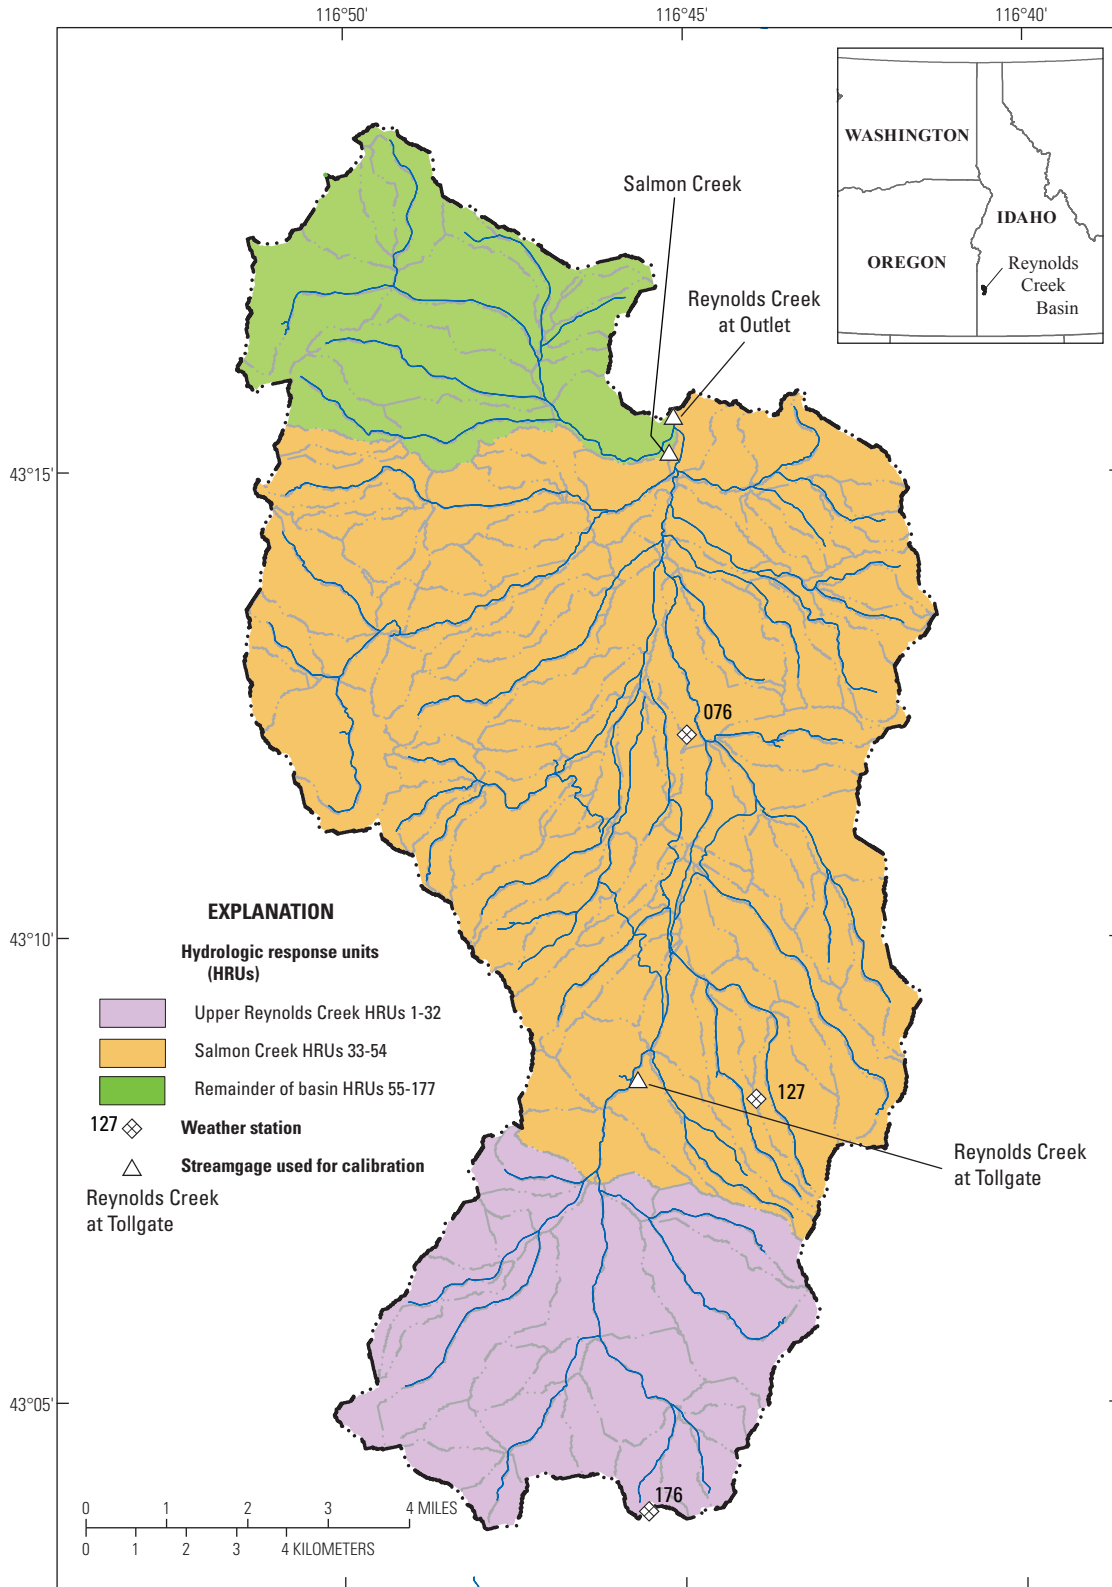 116°50'
116°45'
116°40'
WASHINGTON
IDAHO
OREGON
Reynolds
Creek
Basin
Salmon Creek
Reynolds Creek
at Outlet
43°15'
076
43°10'
EXPLANATION
Hydrologic response units
(HRUs)
Upper Reynolds Creek HRUs 1-32
Salmon Creek HRUs 33-54
Remainder of basin HRUs 55-177
127
Weather station
Streamgage used for calibration
Reynolds Creek
at Tollgate
127
Reynolds Creek
at Tollgate
43°05'
176
0 1 2 3 4 MILES
0 1 2 3 4 KILOMETERS